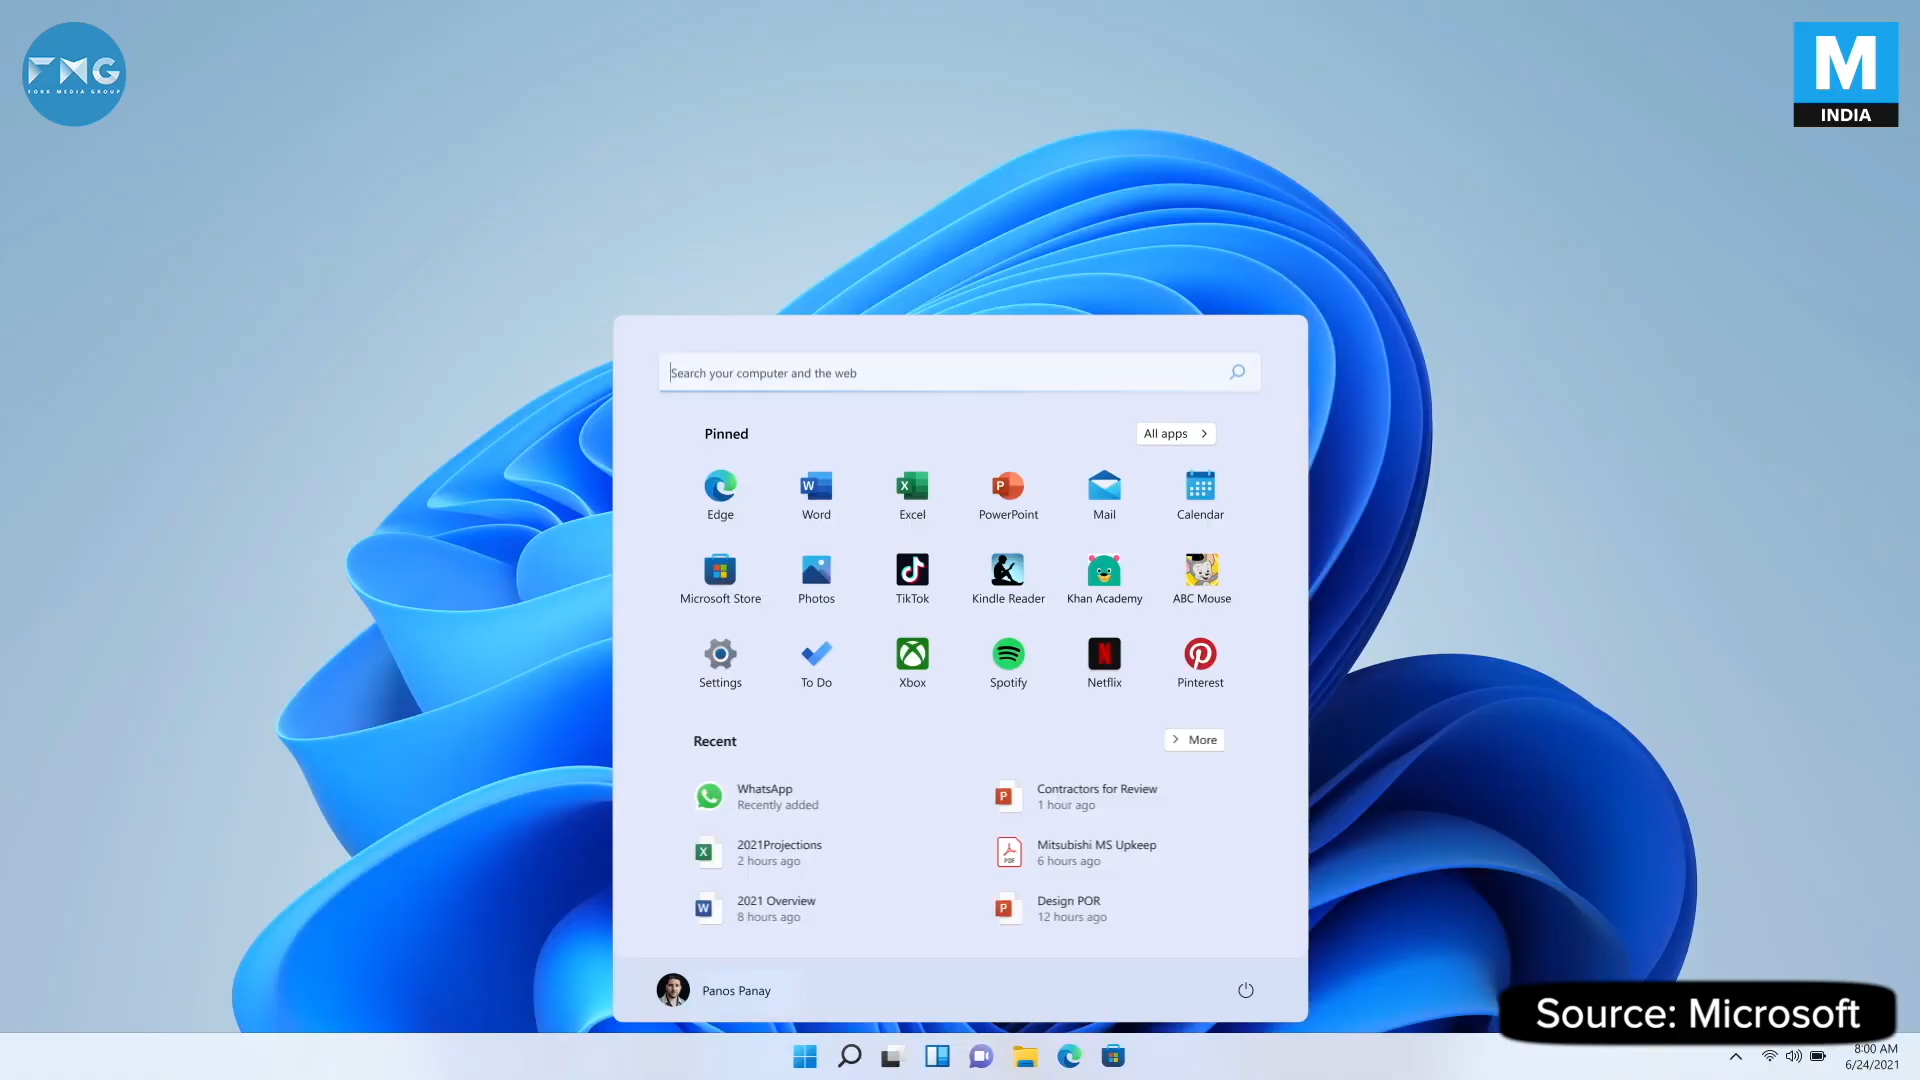 FMG
FORK MEDIA GROUP
M
INDIA
Search your computer and the web
Pinned
All apps
Edge
Word
Excel
PowerPoint
Mail
Calendar
Microsoft Store
Photos
TikTok
Kindle Reader
Khan Academy
ABC Mouse
Settings
To Do
Xbox
Spotify
Netflix
Pinterest
Recent
More
WhatsApp
Recently added
Contractors for Review
1 hour ago
2021Projections
2 hours ago
Mitsubishi MS Upkeep
6 hours ago
2021 Overview
8 hours ago
Design POR
12 hours ago
Panos Panay
Source: Microsoft
8:00 AM
6/24/2021